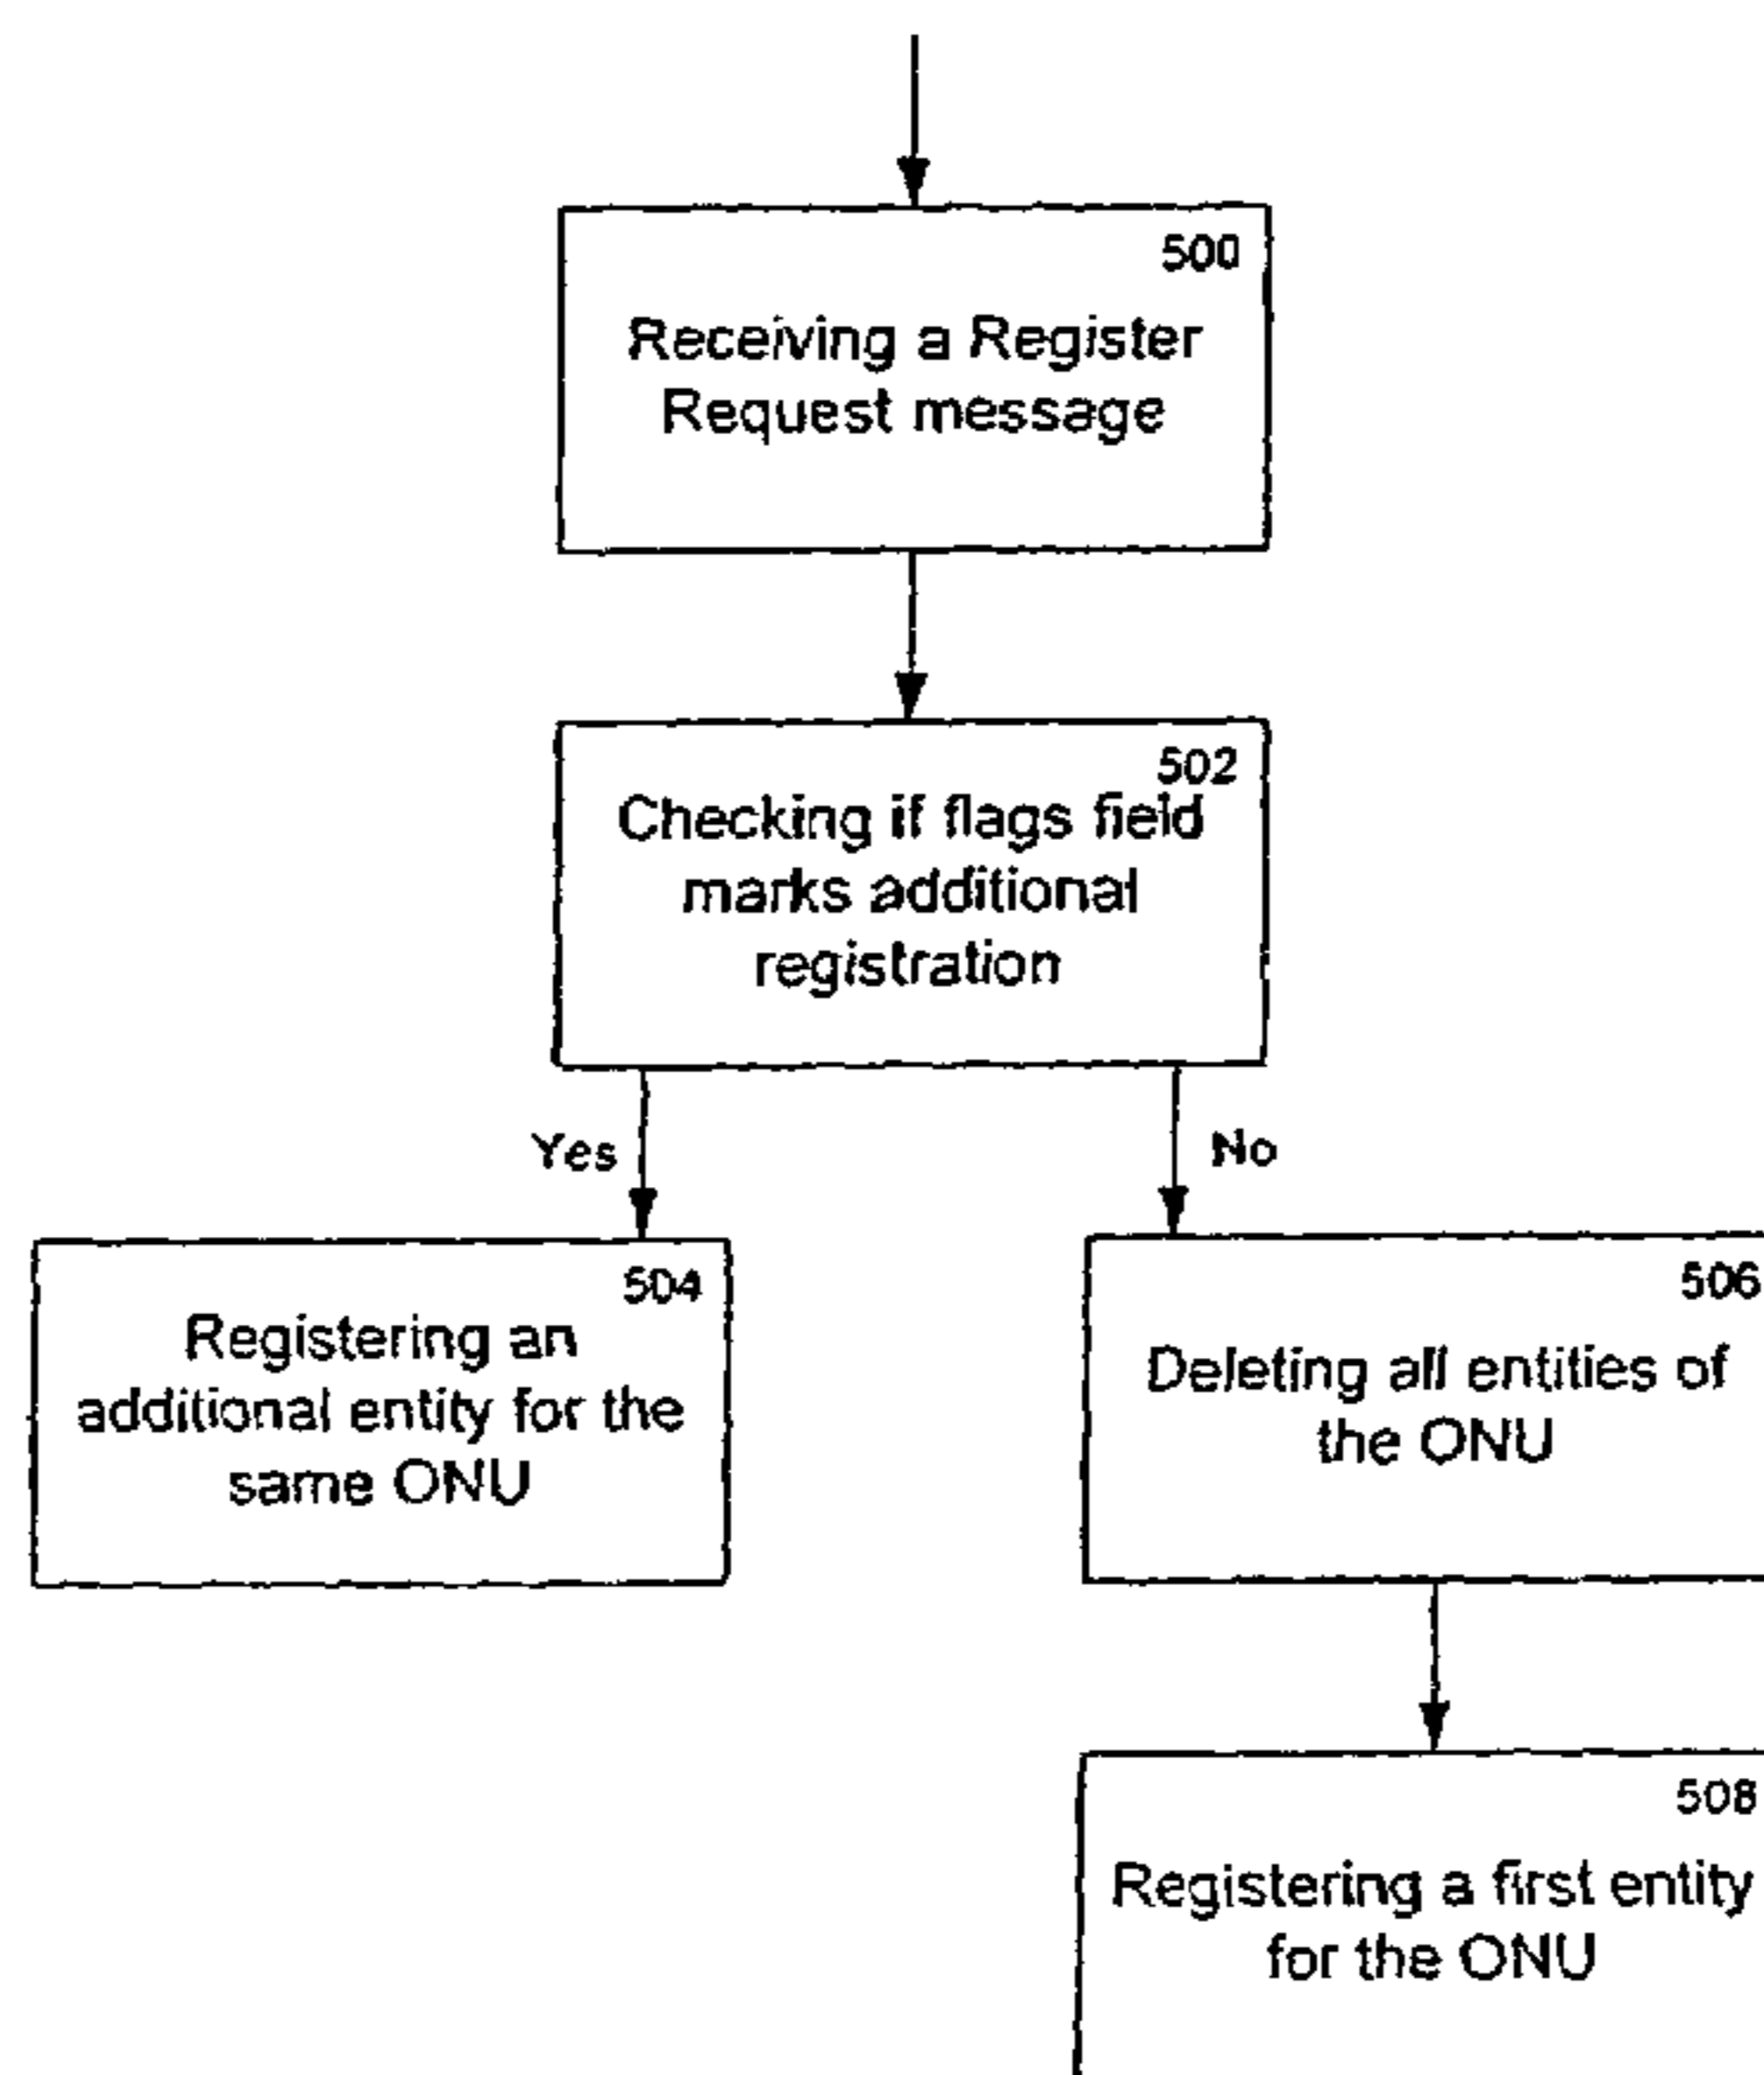 500
Receiving a Register
Request message
502
Checking if flags field
marks additional
registration
Yes
No
504
Registering an
additional entity for the
same ONU
506
Deleting all entities of
the ONU
508
Registering a first entity
for the ONU